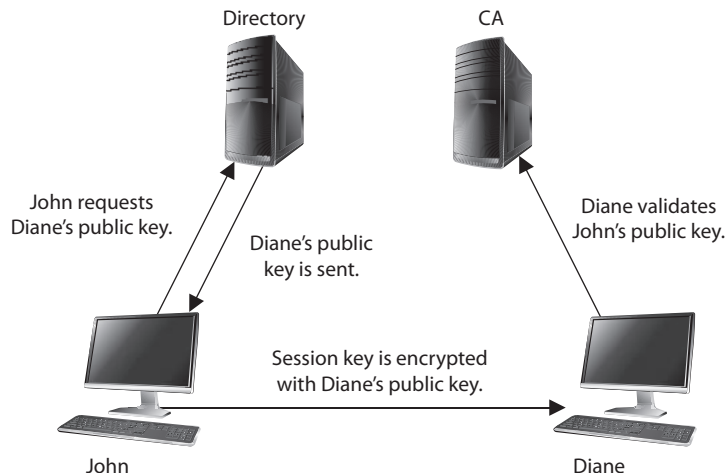 Directory
CA
John requests
Diane's public key.
Diane's public
key is sent.
Diane validates
John's public key.
Session key is encrypted
with Diane's public key.
John
Diane